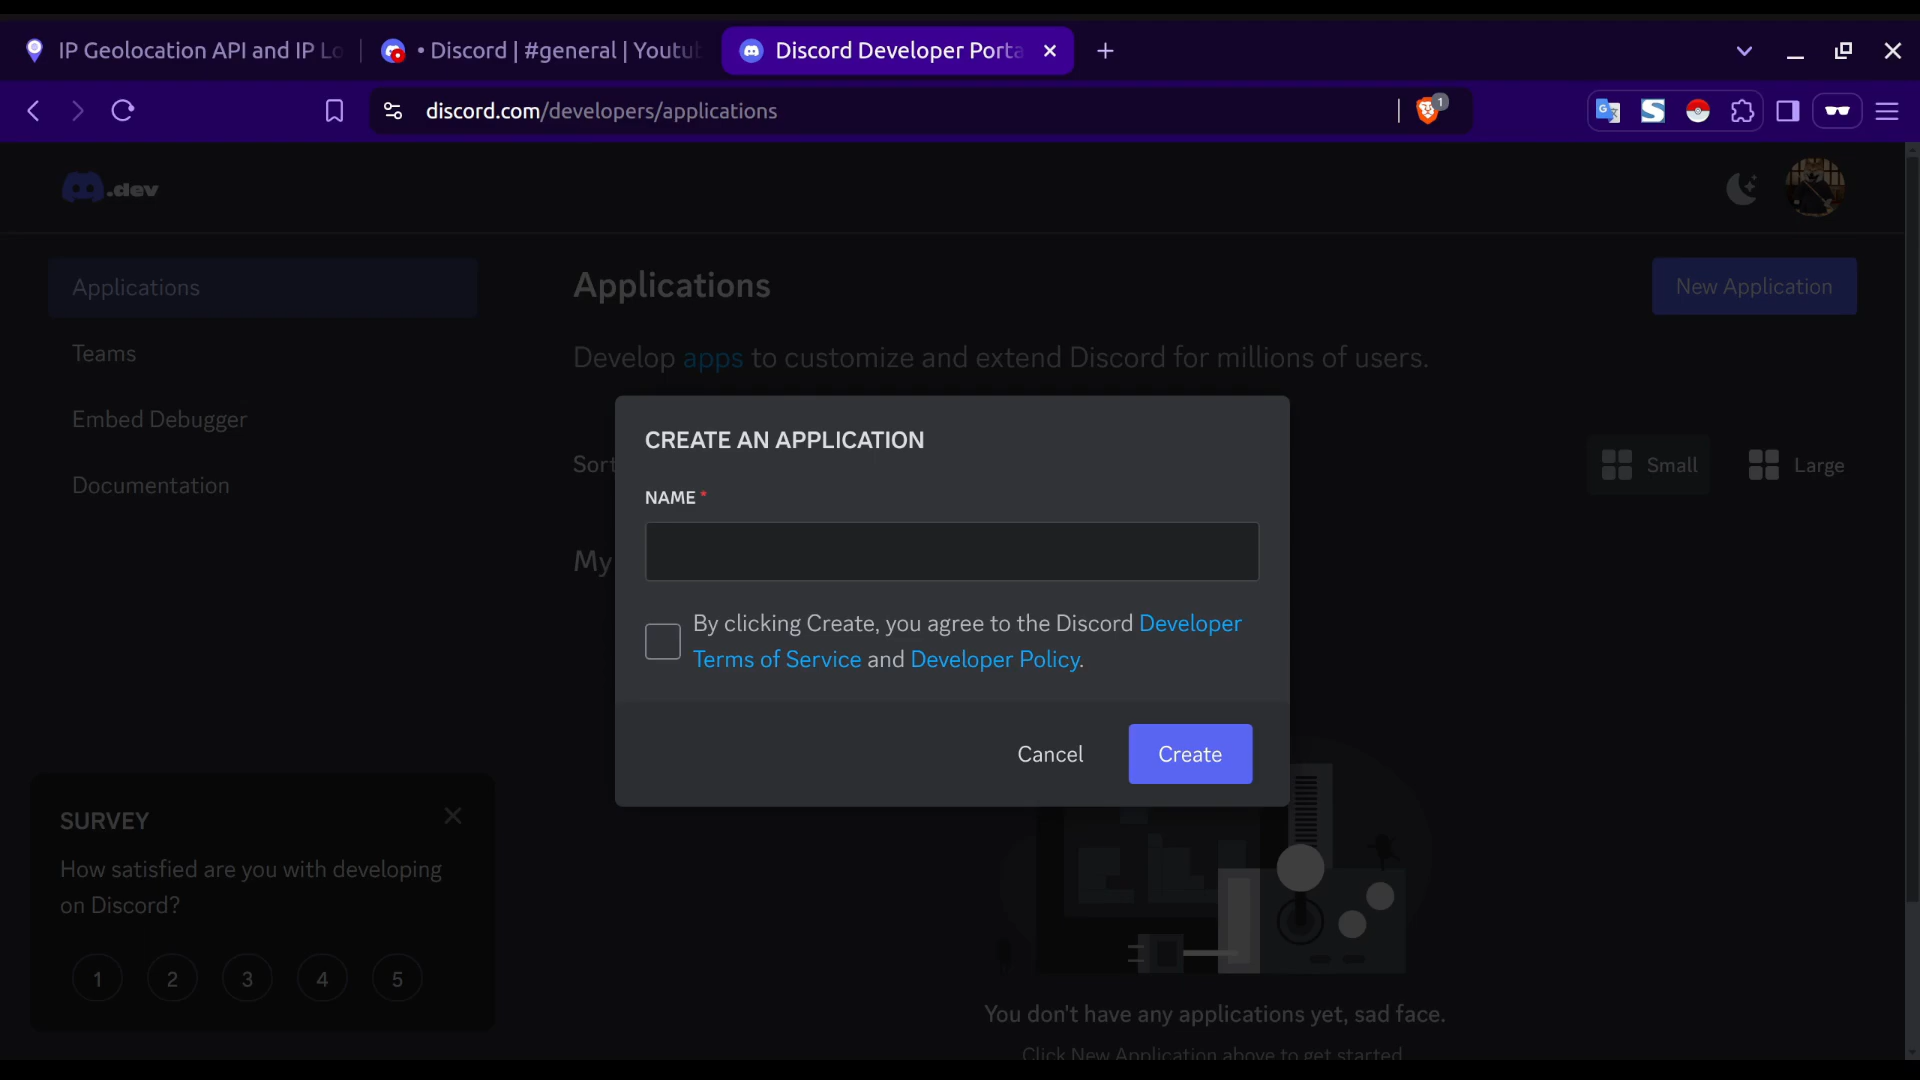 IP Geolocation API and IP Lo
• Discord | #general | Youtub
Discord Developer Porta
discord.com/developers/applications
1
.dev
Applications
Teams
Embed Debugger
Documentation
Applications
New Application
Develop apps to customize and extend Discord for millions of users.
Sort
Small
Large
My
CREATE AN APPLICATION
NAME *
By clicking Create, you agree to the Discord Developer
Terms of Service and Developer Policy.
Cancel
Create
SURVEY
How satisfied are you with developing
on Discord?
1 2 3 4 5
You don't have any applications yet, sad face.
Click New Application above to get started